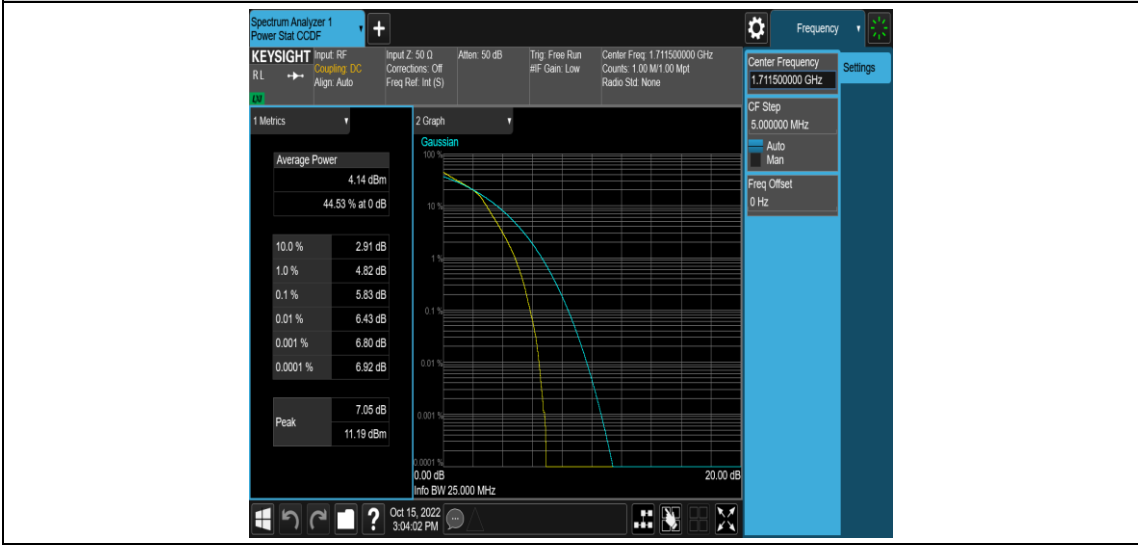 Spectrum Analyzer 1
Power Stat CCDF
+
Frequency
KEYSIGHT
RL
LXI
Input: RF
Coupling: DC
Align: Auto
Input Z: 50 Ω
Corrections: Off
Freq Ref: Int (S)
Atten: 50 dB
Trig: Free Run
#IF Gain: Low
Center Freq: 1.711500000 GHz
Counts: 1.00 M/1.00 Mpt
Radio Std: None
Center Frequency
1.711500000 GHz
Settings
CF Step
5.000000 MHz
Auto
Man
Freq Offset
0 Hz
1 Metrics
Average Power
4.14 dBm
44.53 % at 0 dB
10.0 % 2.91 dB
1.0 % 4.82 dB
0.1 % 5.83 dB
0.01 % 6.43 dB
0.001 % 6.80 dB
0.0001 % 6.92 dB
Peak
7.05 dB
11.19 dBm
2 Graph
Gaussian
100 %
10 %
1 %
0.1 %
0.01 %
0.001 %
0.0001 %
0.00 dB 20.00 dB
Info BW 25.000 MHz
?
Oct 15, 2022
3:04:02 PM